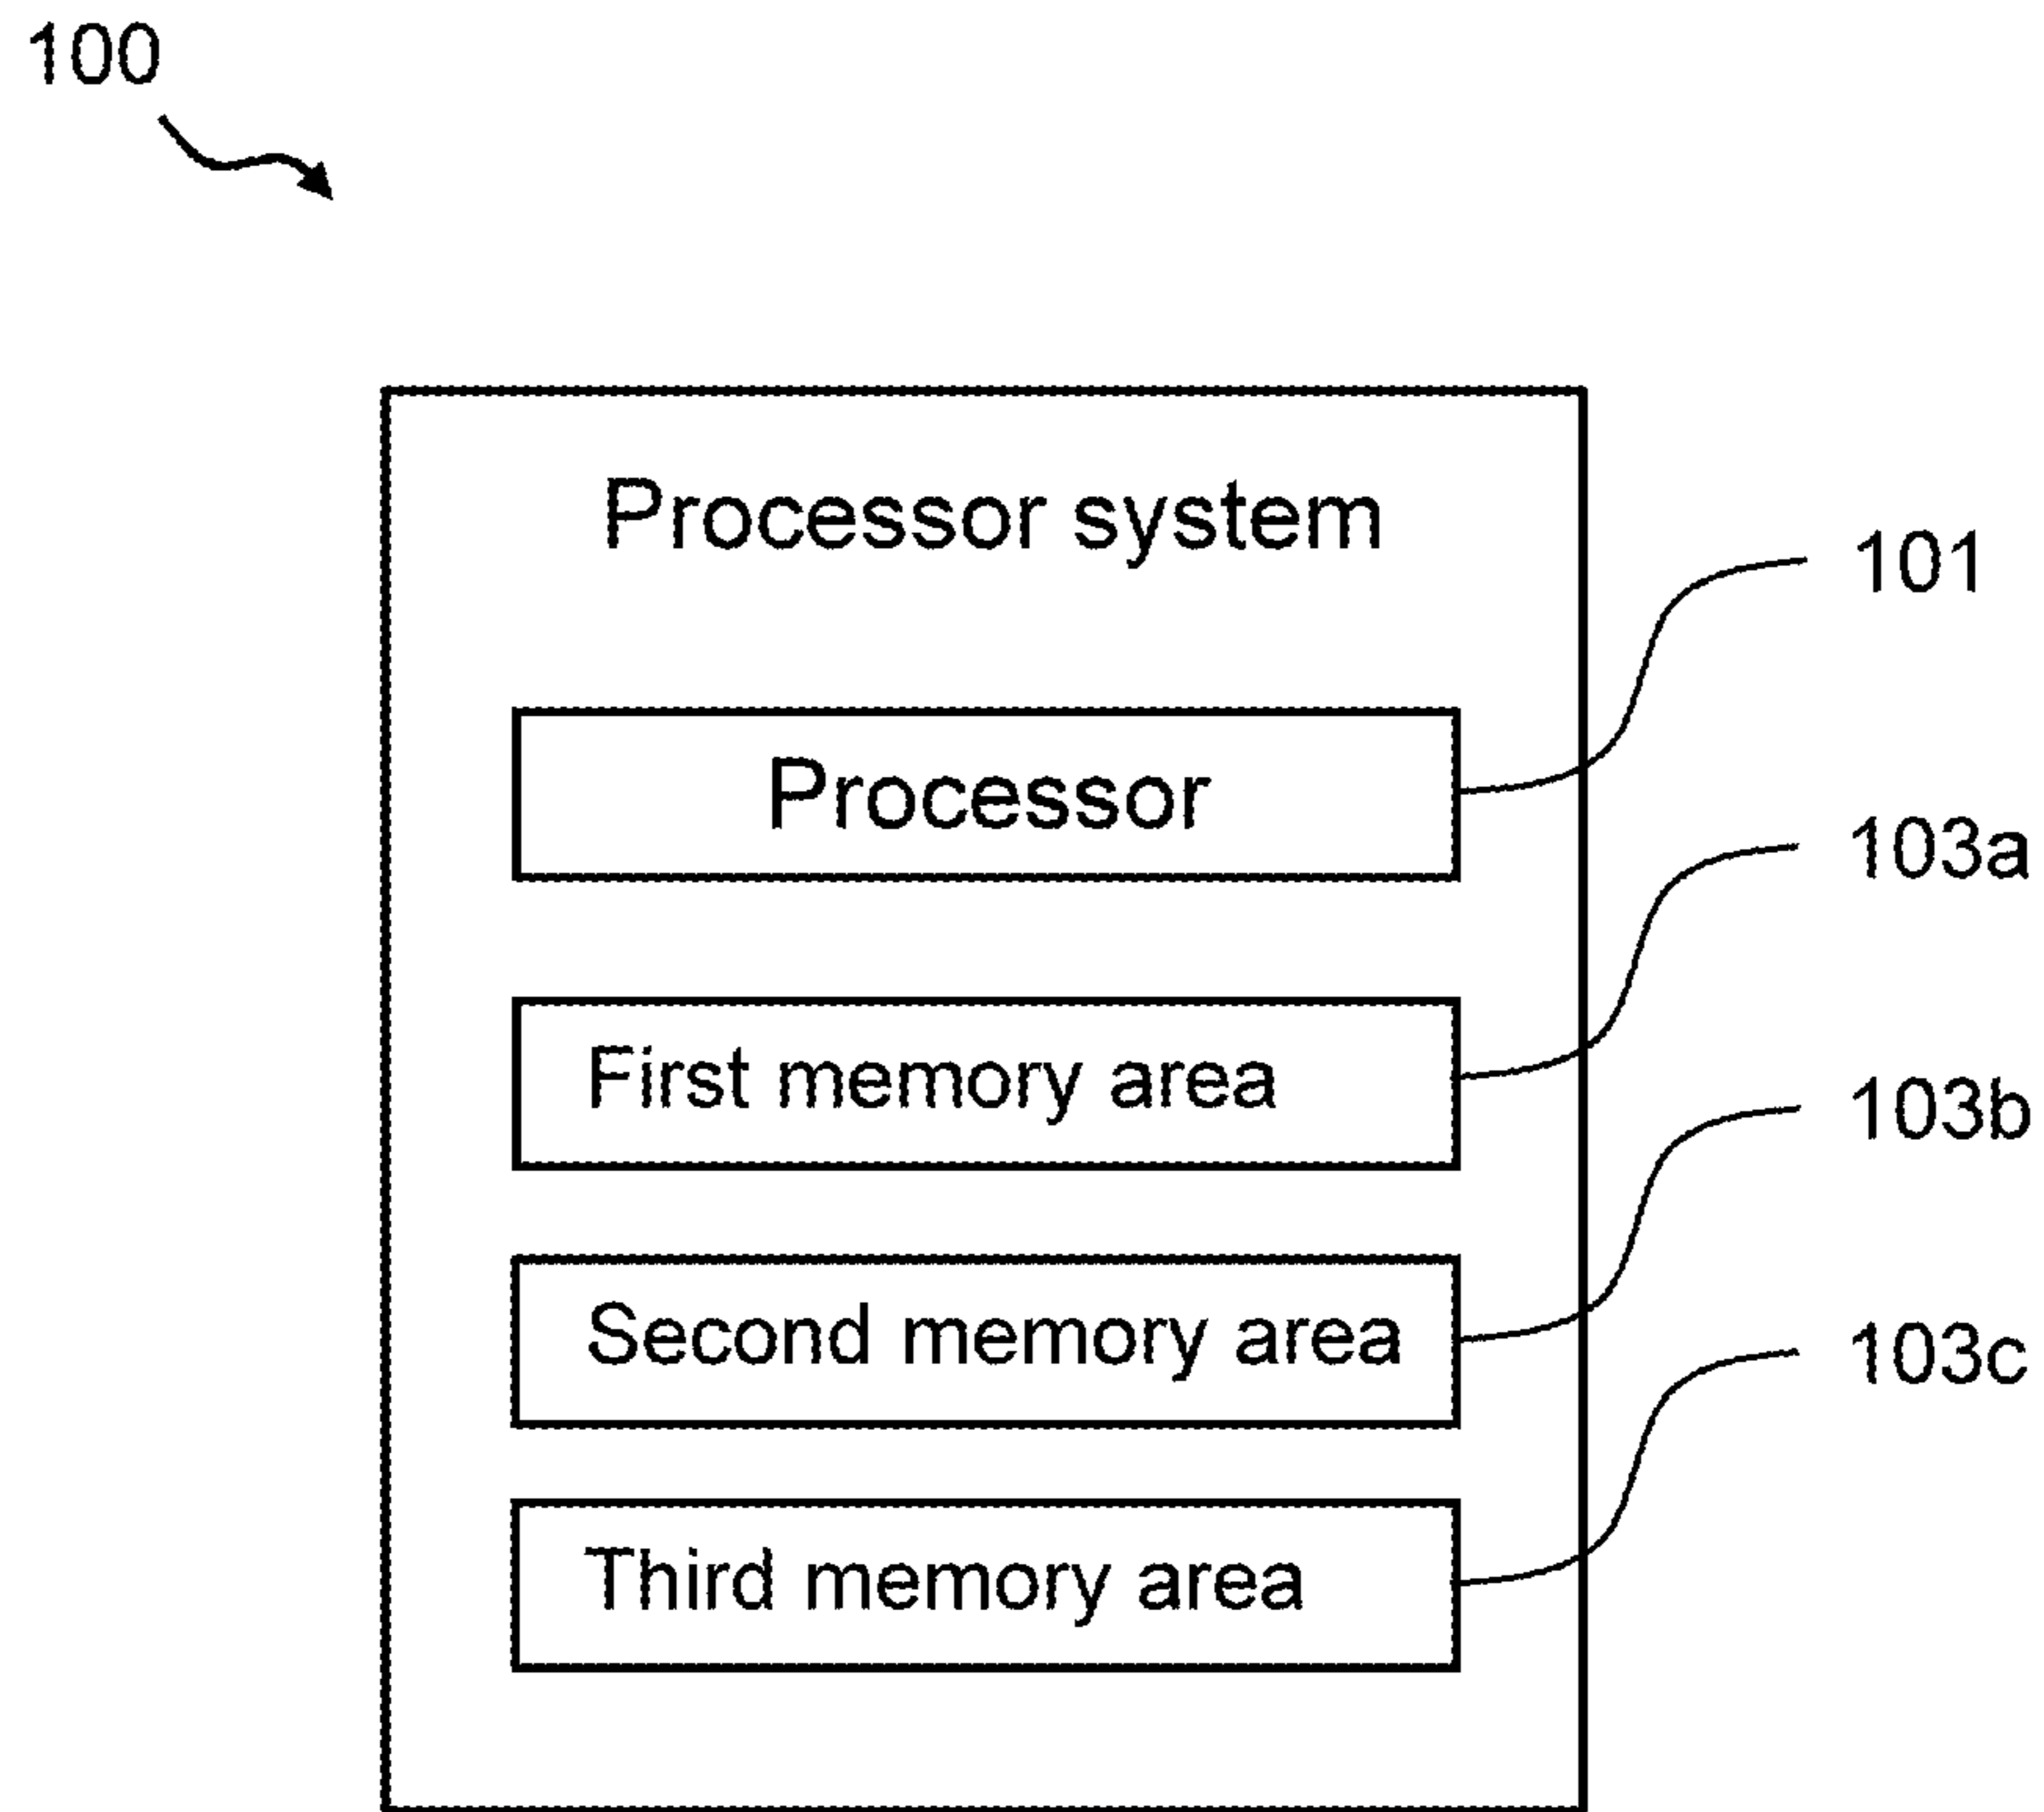 100
Processor system
101
Processor
103a
First memory area
103b
Second memory area
103c
Third memory area